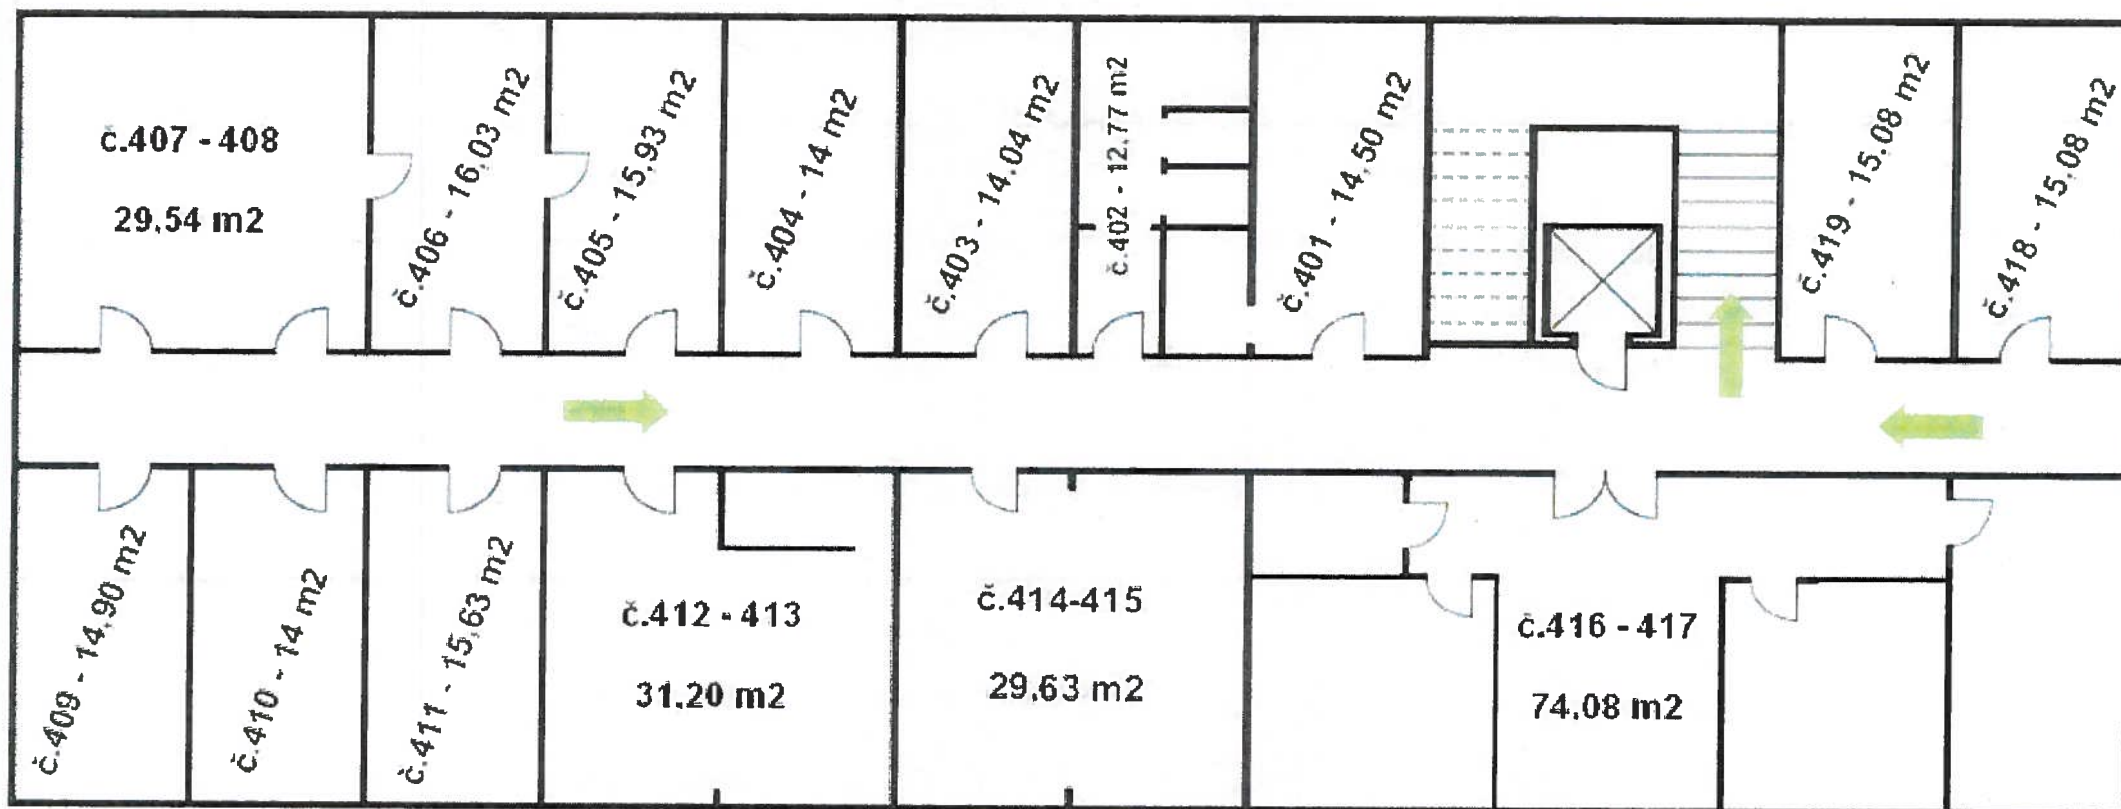 č.407 - 408
29,54 m2
č.406 - 16,03 m2
č.405 - 15,93 m2
č.404 - 14 m2
č.403 - 14,04 m2
č.402 - 12,77 m2
č.401 - 14,50 m2
č.419 - 15,08 m2
č.418 - 15,08 m2
č.409 - 14,90 m2
č.410 - 14 m2
č.411 - 15,63 m2
č.412 - 413
31,20 m2
č.414-415
29,63 m2
č.416 - 417
74,08 m2